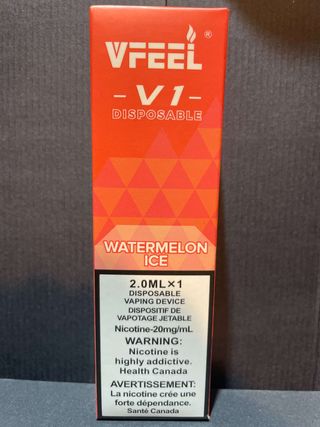 VFEEL®
- V1 -
DISPOSABLE
WATERMELON
ICE
2.0ML×1
DISPOSABLE
VAPING DEVICE
DISPOSITIF DE
VAPOTAGE JETABLE
Nicotine-20mg/mL
WARNING:
Nicotine is
highly addictive.
Health Canada
AVERTISSEMENT:
La nicotine crée une
forte dépendance.
Santé Canada